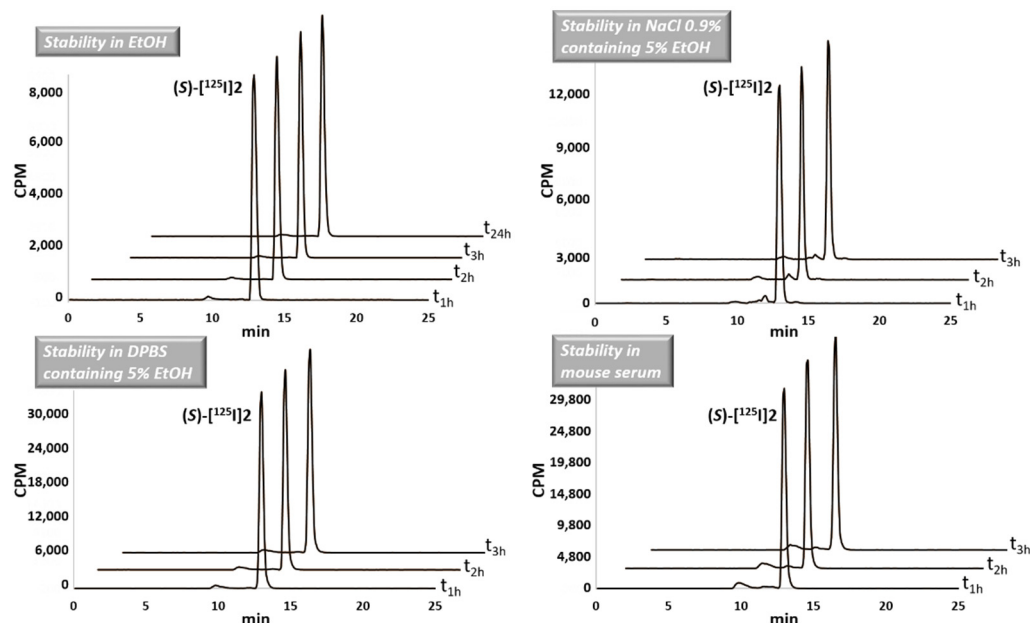 Stability in EtOH
(S)-[¹²⁵I]2
8,000
6,000
4,000
2,000
0
CPM
t24h
t3h
t2h
t1h
0 5 10 15 20 25
min
Stability in NaCl 0.9%
containing 5% EtOH
(S)-[¹²⁵I]2
12,000
9,000
6,000
3,000
0
CPM
t3h
t2h
t1h
0 5 10 15 20 25
min
Stability in DPBS
containing 5% EtOH
(S)-[¹²⁵I]2
30,000
24,000
18,000
12,000
6,000
0
CPM
t3h
t2h
t1h
0 5 10 15 20 25
min
Stability in
mouse serum
(S)-[¹²⁵I]2
29,800
24,800
19,800
14,800
9,800
4,800
0
CPM
t3h
t2h
t1h
0 5 10 15 20 25
min